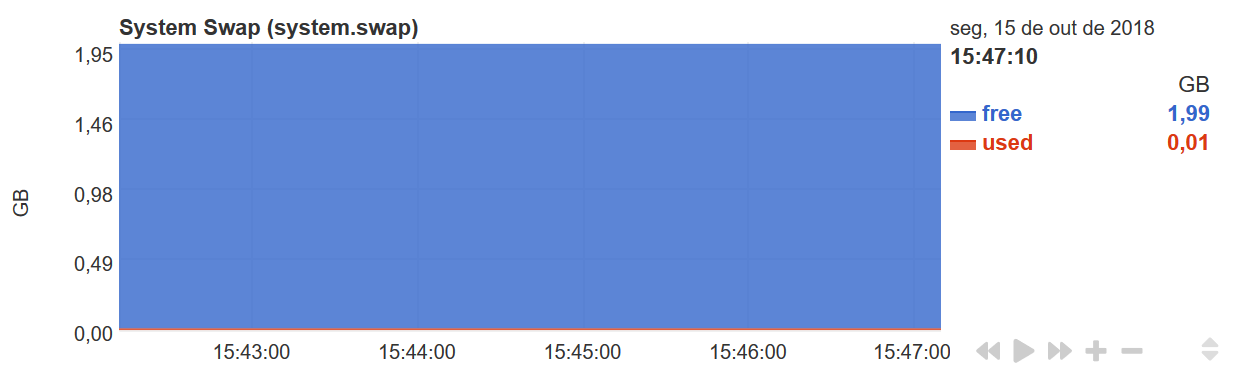 System Swap (system.swap)
seg, 15 de out de 2018
15:47:10
GB
free 1,99
used 0,01
GB
1,95
1,46
0,98
0,49
0,00
15:43:00 15:44:00 15:45:00 15:46:00 15:47:00